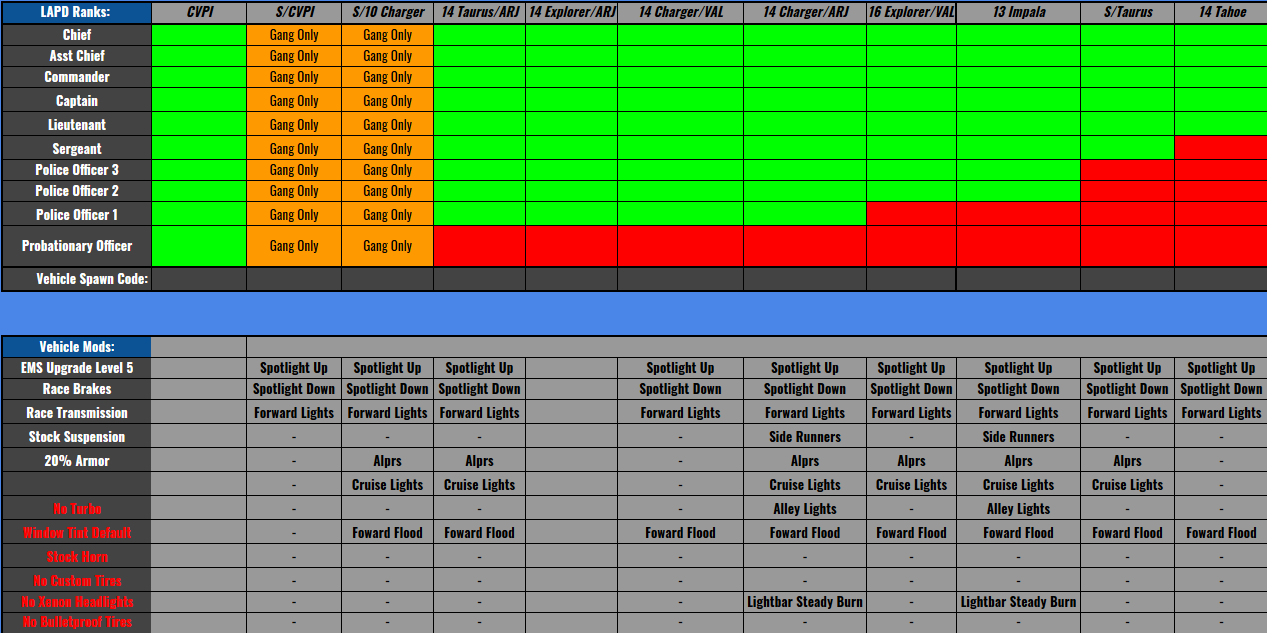 LAPD Ranks: CVPI S/CVPI S/10 Charger 14 Taurus/ARJ 14 Explorer/ARJ 14 Charger/VAL 14 Charger/ARJ 16 Explorer/VAL 13 Impala S/Taurus 14 Tahoe
Chief Gang Only Gang Only
Asst Chief Gang Only Gang Only
Commander Gang Only Gang Only
Captain Gang Only Gang Only
Lieutenant Gang Only Gang Only
Sergeant Gang Only Gang Only
Police Officer 3 Gang Only Gang Only
Police Officer 2 Gang Only Gang Only
Police Officer 1 Gang Only Gang Only
Probationary Officer Gang Only Gang Only
Vehicle Spawn Code:
Vehicle Mods:
EMS Upgrade Level 5 Spotlight Up Spotlight Up Spotlight Up Spotlight Up Spotlight Up Spotlight Up Spotlight Up Spotlight Up Spotlight Up
Race Brakes Spotlight Down Spotlight Down Spotlight Down Spotlight Down Spotlight Down Spotlight Down Spotlight Down Spotlight Down Spotlight Down
Race Transmission Forward Lights Forward Lights Forward Lights Forward Lights Forward Lights Forward Lights Forward Lights Forward Lights Forward Lights
Stock Suspension - - - - Side Runners - Side Runners - -
20% Armor - Alprs Alprs - Alprs Alprs Alprs Alprs -
- Cruise Lights Cruise Lights - Cruise Lights Cruise Lights Cruise Lights Cruise Lights -
No Turbo - - - - Alley Lights - Alley Lights - -
Window Tint Default - Foward Flood Foward Flood Foward Flood Foward Flood Foward Flood Foward Flood Foward Flood Foward Flood
Stock Horn - - - - - - - - -
No Custom Tires - - - - - - - - -
No Xenon Headlights - - - - Lightbar Steady Burn - Lightbar Steady Burn - -
No Bulletproof Tires - - - - - - - - -